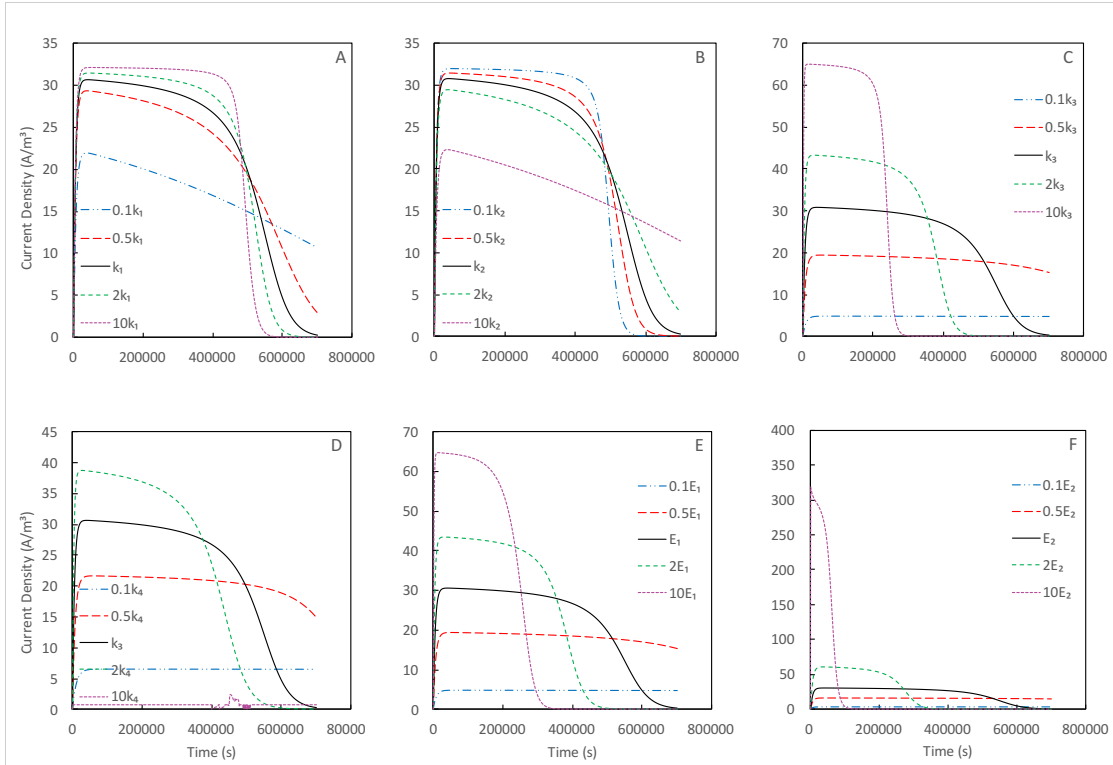 A
35
30
25
20
15
10
5
0
Current Density (A/m³)
0.1k₁
0.5k₁
k₁
2k₁
10k₁
0 200000 400000 600000 800000
B
35
30
25
20
15
10
5
0
0.1k₂
0.5k₂
k₂
2k₂
10k₂
0 200000 400000 600000 800000
C
70
60
50
40
30
20
10
0
0.1k₃
0.5k₃
k₃
2k₃
10k₃
0 200000 400000 600000 800000
D
45
40
35
30
25
20
15
10
5
0
Current Density (A/m³)
0.1k₄
0.5k₄
k₃
2k₄
10k₄
0 200000 400000 600000 800000
Time (s)
E
70
60
50
40
30
20
10
0
0.1E₁
0.5E₁
E₁
2E₁
10E₁
0 200000 400000 600000 800000
Time (s)
F
400
350
300
250
200
150
100
50
0
0.1E₂
0.5E₂
E₂
2E₂
10E₂
0 200000 400000 600000 800000
Time (s)